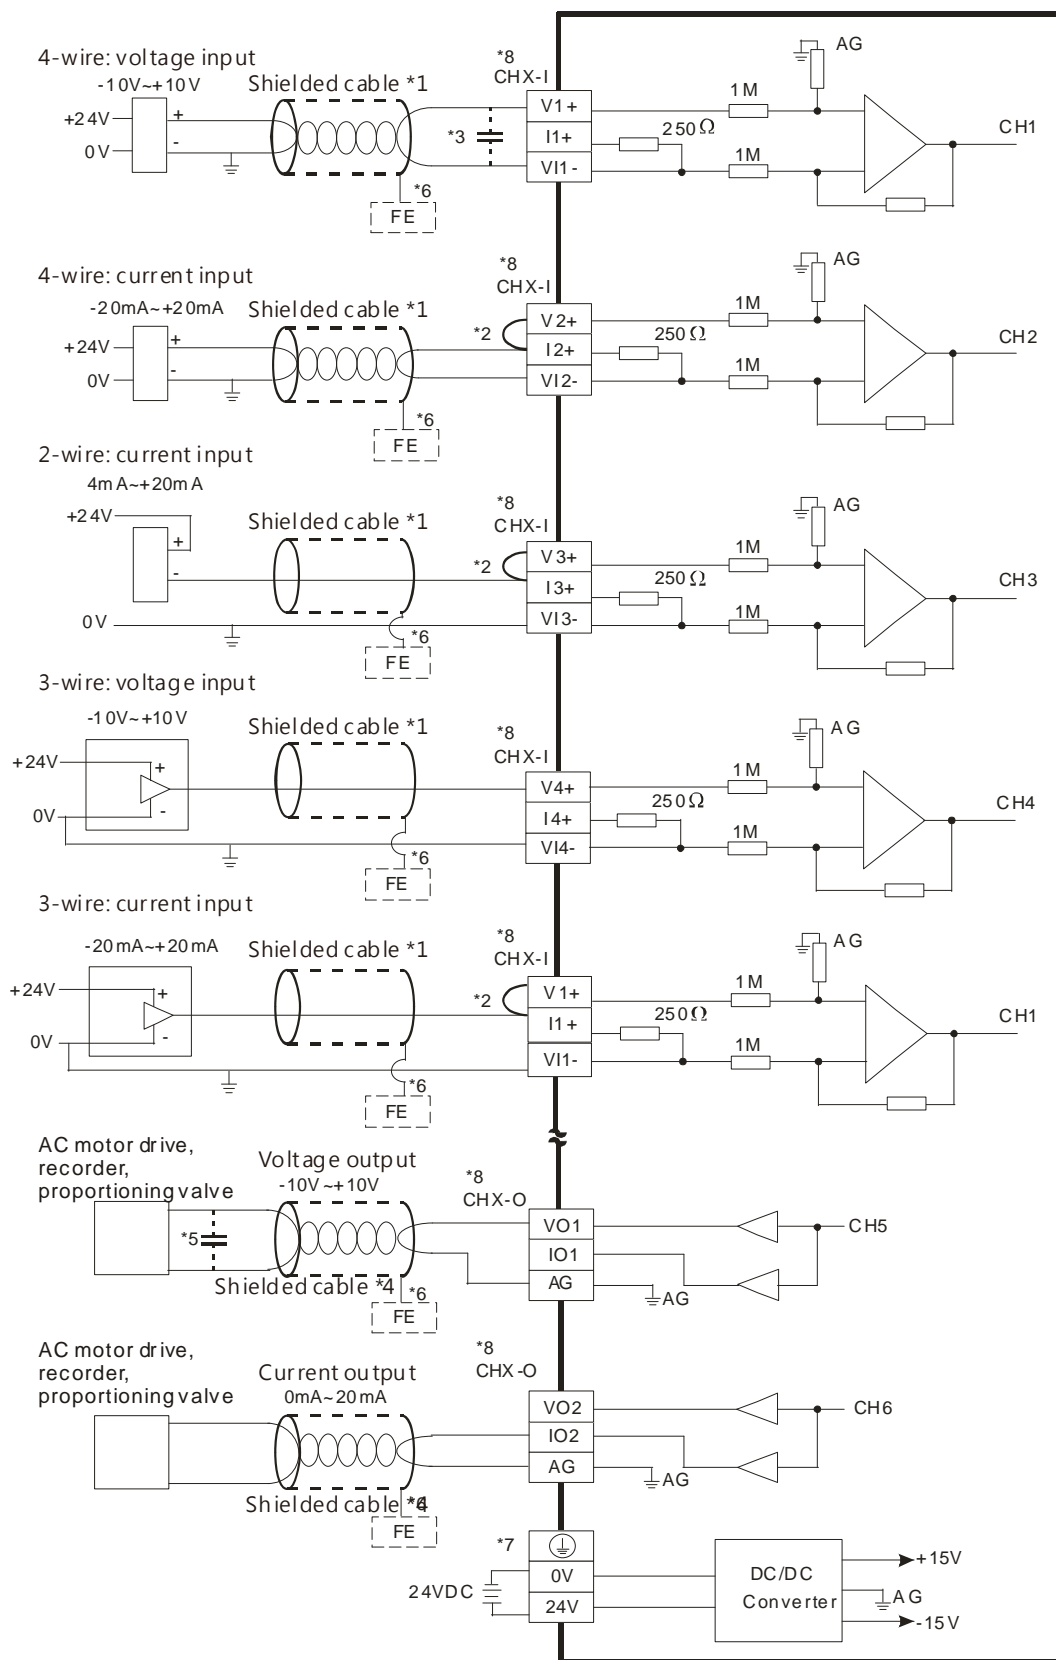 4-wire: voltage input
-10V~+10V
+24V
0V
+
-
Shielded cable *1
*3
*6
FE
*8
CHX-I
V1+
I1+
VI1-
250Ω
1M
1M
AG
CH1
4-wire: current input
-20mA~+20mA
+24V
0V
+
-
Shielded cable *1
*2
*6
FE
*8
CHX-I
V2+
I2+
VI2-
250Ω
1M
1M
AG
CH2
2-wire: current input
4mA~+20mA
+24V
+
-
0V
Shielded cable *1
*2
*6
FE
*8
CHX-I
V3+
I3+
VI3-
250Ω
1M
1M
AG
CH3
3-wire: voltage input
-10V~+10V
+24V
0V
+
-
Shielded cable *1
*6
FE
*8
CHX-I
V4+
I4+
VI4-
250Ω
1M
1M
AG
CH4
3-wire: current input
-20mA~+20mA
+24V
0V
+
-
Shielded cable *1
*2
*6
FE
*8
CHX-I
V1+
I1+
VI1-
250Ω
1M
1M
AG
CH1
AC motor drive,
recorder,
proportioning valve
Voltage output
-10V~+10V
*5
Shielded cable *4
*6
FE
*8
CHX-O
VO1
IO1
AG
AG
CH5
AC motor drive,
recorder,
proportioning valve
Current output
0mA~20mA
Shielded cable
FE
*8
CHX-O
VO2
IO2
AG
AG
CH6
*7
0V
24V
24VDC
DC/DC
Converter
+15V
AG
-15V